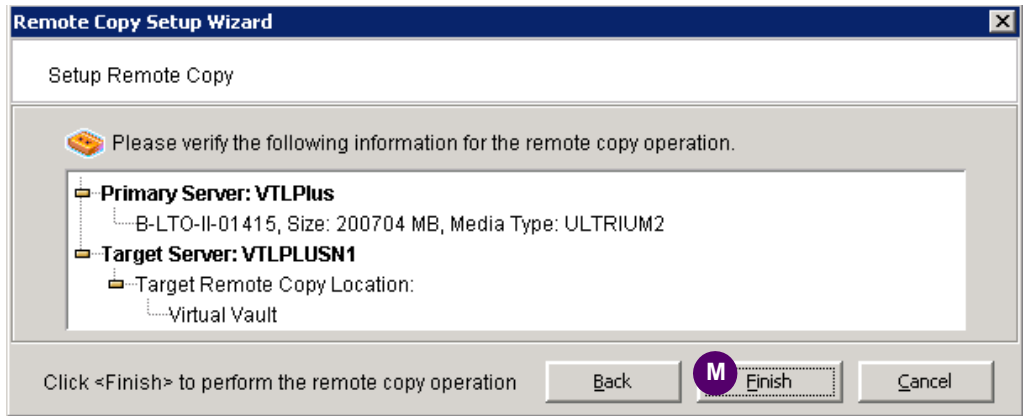 Remote Copy Setup Wizard
Setup Remote Copy
Please verify the following information for the remote copy operation.
Primary Server: VTLPlus
B-LTO-II-01415, Size: 200704 MB, Media Type: ULTRIUM2
Target Server: VTLPLUSN1
Target Remote Copy Location:
Virtual Vault
Click <Finish> to perform the remote copy operation Back M Finish Cancel